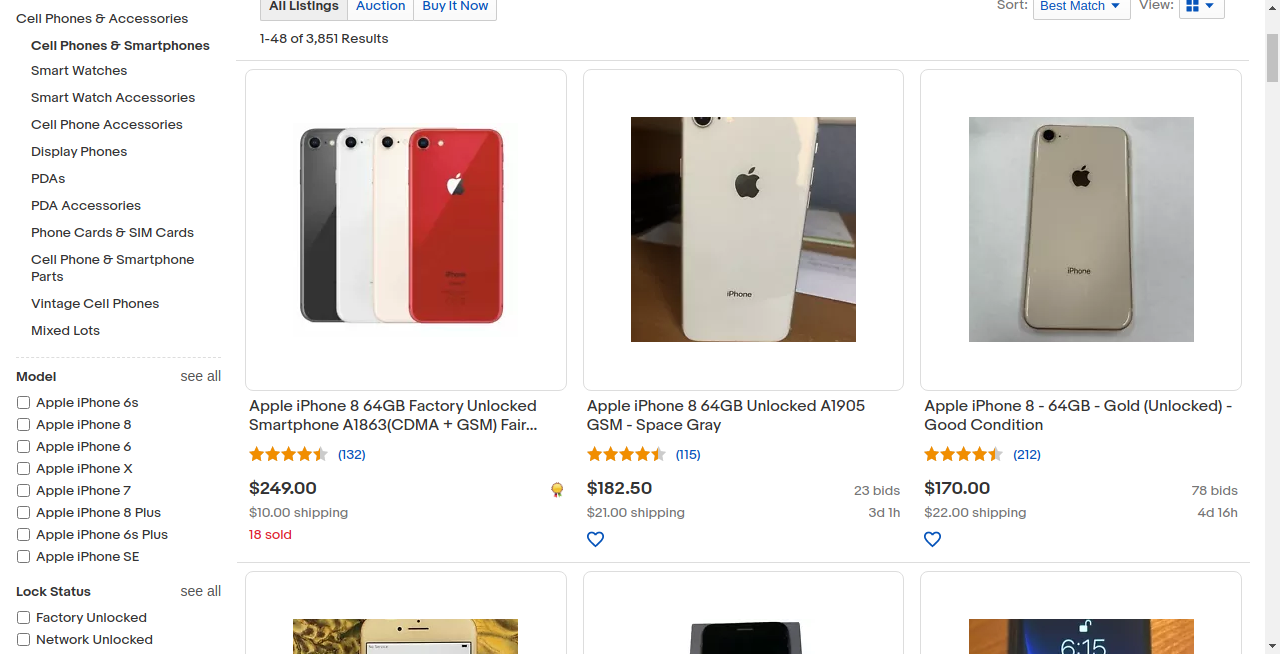 Cell Phones & Accessories
Cell Phones & Smartphones
Smart Watches
Smart Watch Accessories
Cell Phone Accessories
Display Phones
PDAs
PDA Accessories
Phone Cards & SIM Cards
Cell Phone & Smartphone
Parts
Vintage Cell Phones
Mixed Lots
Model see all
Apple iPhone 6s
Apple iPhone 8
Apple iPhone 6
Apple iPhone X
Apple iPhone 7
Apple iPhone 8 Plus
Apple iPhone 6s Plus
Apple iPhone SE
Lock Status see all
Factory Unlocked
Network Unlocked
All Listings Auction Buy It Now
Sort: Best Match View:
1-48 of 3,851 Results
iPhone
Apple iPhone 8 64GB Factory Unlocked
Smartphone A1863(CDMA + GSM) Fair...
(132)
$249.00
$10.00 shipping
18 sold
iPhone
Apple iPhone 8 64GB Unlocked A1905
GSM - Space Gray
(115)
$182.50 23 bids
$21.00 shipping 3d 1h
iPhone
Apple iPhone 8 - 64GB - Gold (Unlocked) -
Good Condition
(212)
$170.00 78 bids
$22.00 shipping 4d 16h
6:15